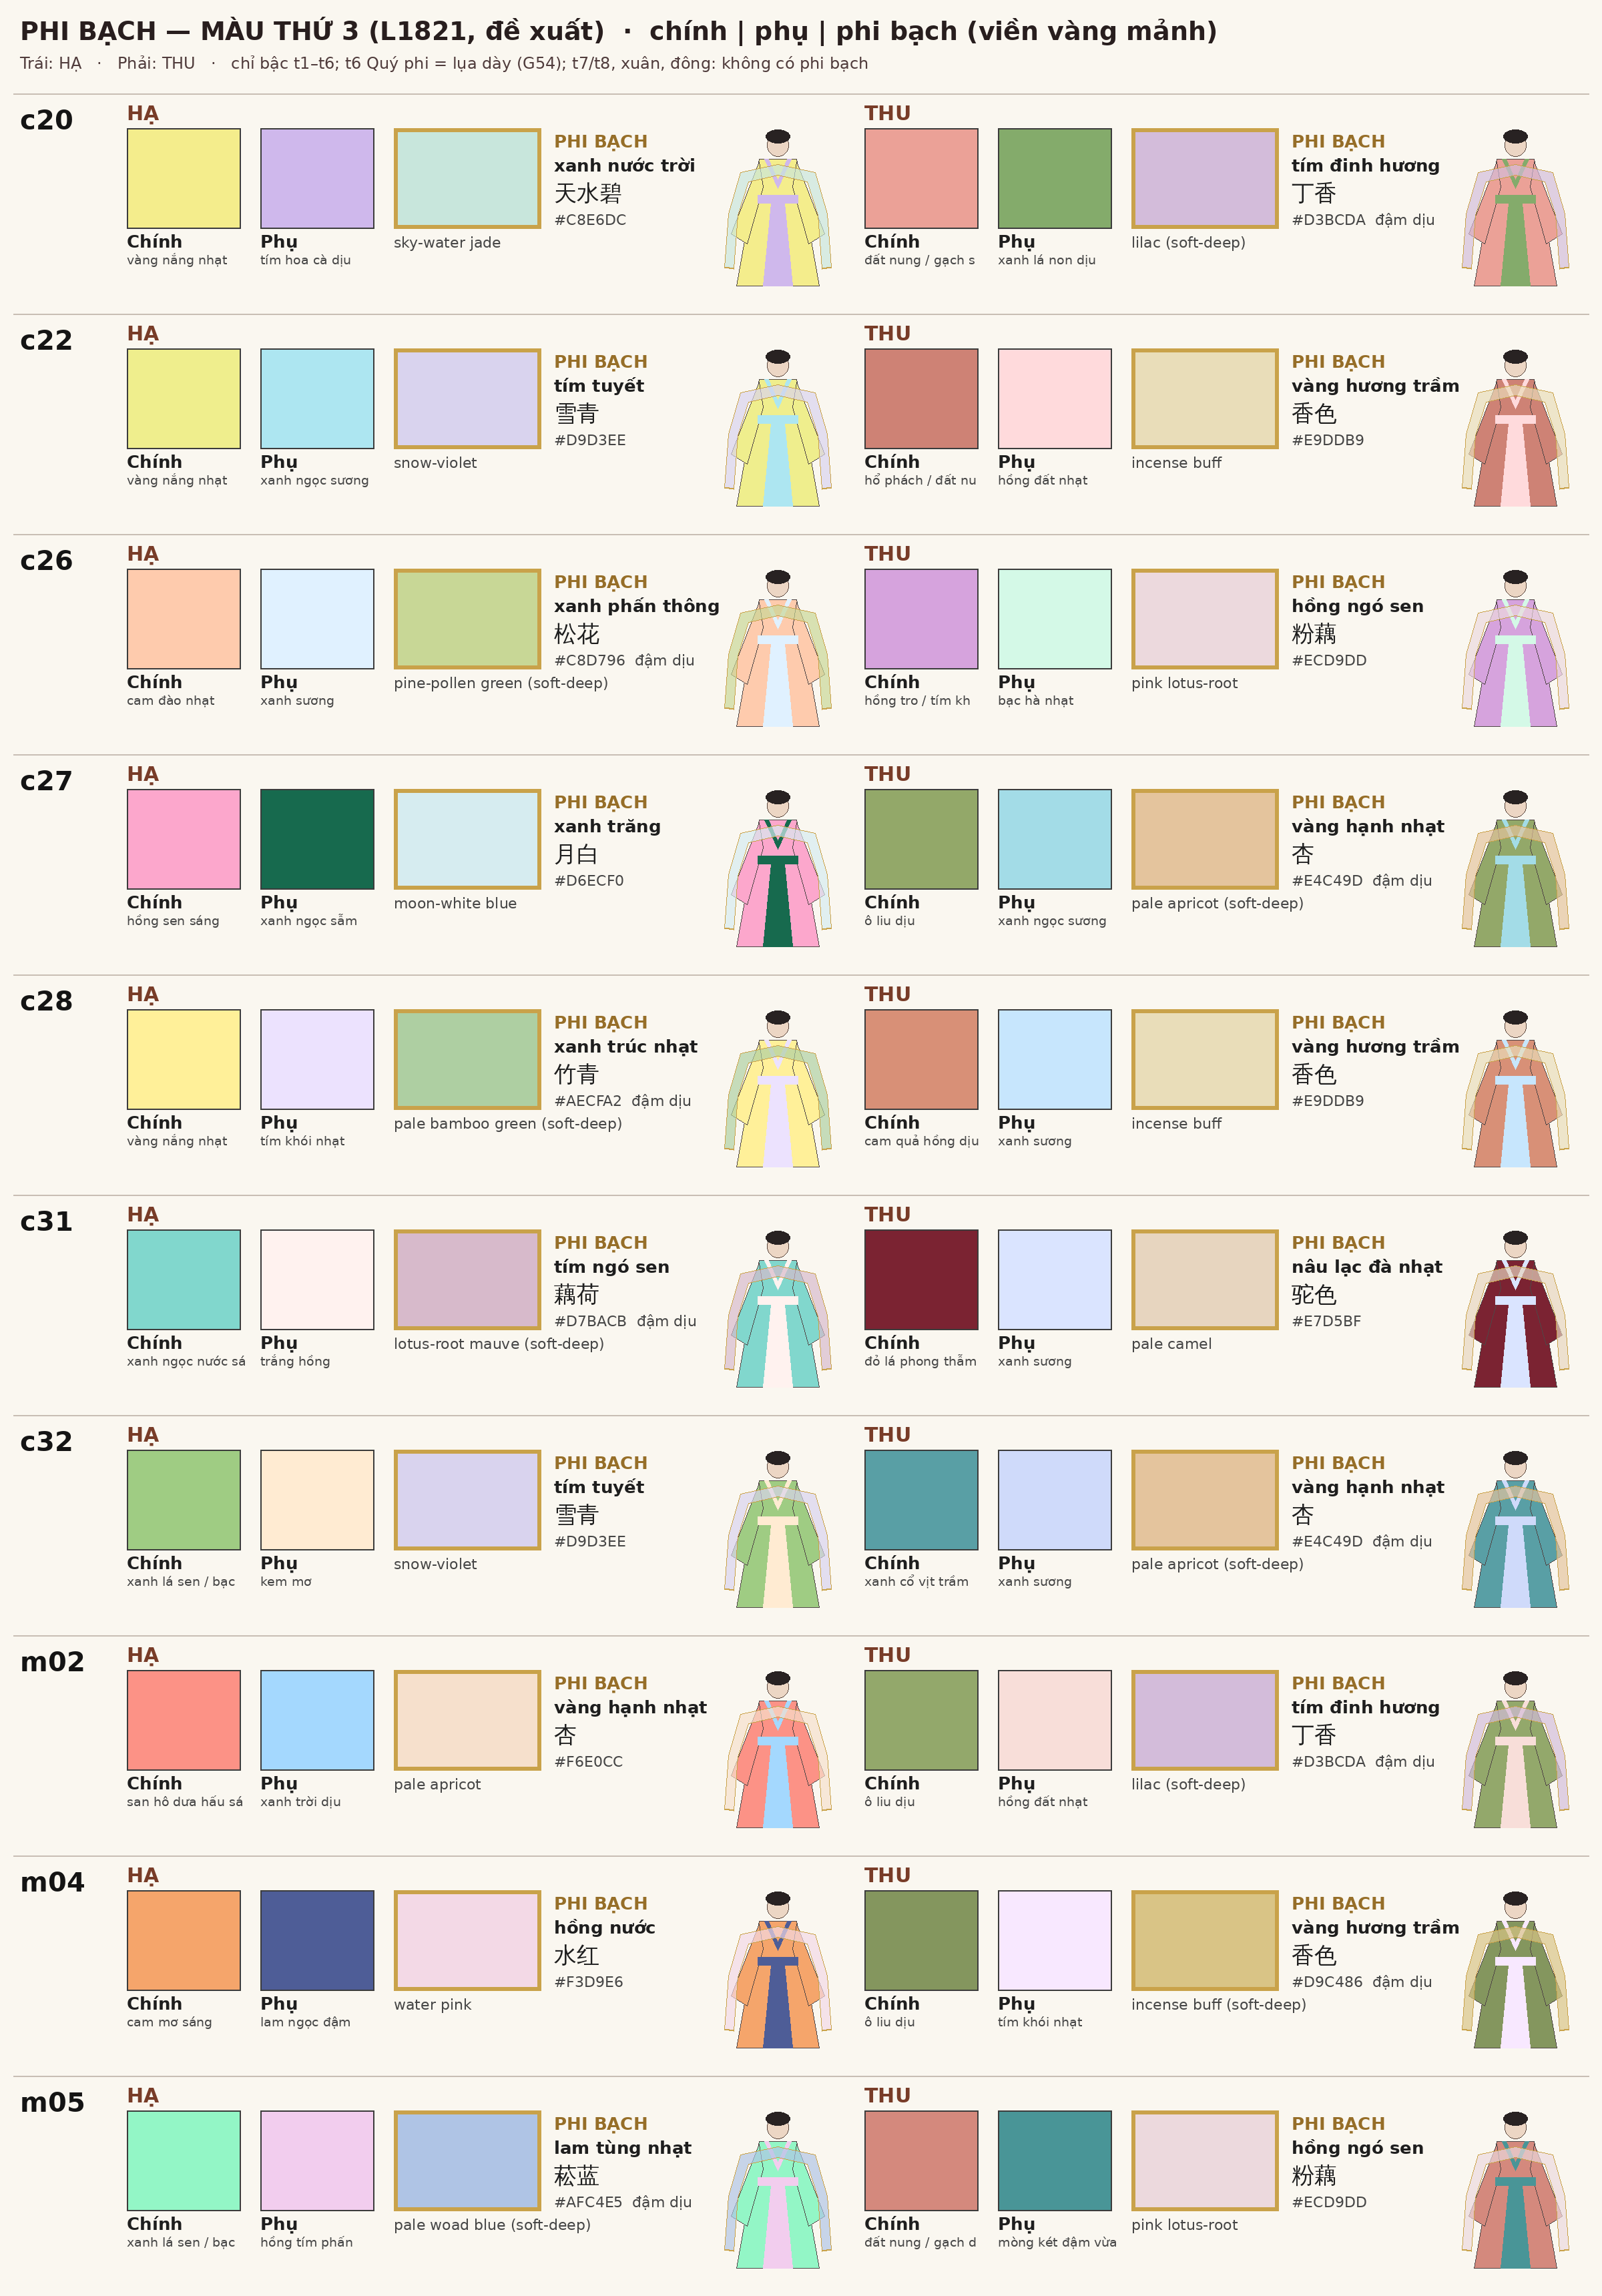 PHI BẠCH — MÀU THỨ 3 (L1821, đề xuất)  ·  chính | phụ | phi bạch (viền vàng mảnh)
Trái: HẠ   ·   Phải: THU   ·   chỉ bậc t1–t6; t6 Quý phi = lụa dày (G54); t7/t8, xuân, đông: không có phi bạch
c20
HẠ
PHI BẠCH
xanh nước trời
天水碧
#C8E6DC
Chính
vàng nắng nhạt
Phụ
tím hoa cà dịu
sky-water jade
THU
PHI BẠCH
tím đinh hương
丁香
#D3BCDA  đậm dịu
Chính
đất nung / gạch s
Phụ
xanh lá non dịu
lilac (soft-deep)
c22
HẠ
PHI BẠCH
tím tuyết
雪青
#D9D3EE
Chính
vàng nắng nhạt
Phụ
xanh ngọc sương
snow-violet
THU
PHI BẠCH
vàng hương trầm
香色
#E9DDB9
Chính
hổ phách / đất nu
Phụ
hồng đất nhạt
incense buff
c26
HẠ
PHI BẠCH
xanh phấn thông
松花
#C8D796  đậm dịu
Chính
cam đào nhạt
Phụ
xanh sương
pine-pollen green (soft-deep)
THU
PHI BẠCH
hồng ngó sen
粉藕
#ECD9DD
Chính
hồng tro / tím kh
Phụ
bạc hà nhạt
pink lotus-root
c27
HẠ
PHI BẠCH
xanh trăng
月白
#D6ECF0
Chính
hồng sen sáng
Phụ
xanh ngọc sẫm
moon-white blue
THU
PHI BẠCH
vàng hạnh nhạt
杏
#E4C49D  đậm dịu
Chính
ô liu dịu
Phụ
xanh ngọc sương
pale apricot (soft-deep)
c28
HẠ
PHI BẠCH
xanh trúc nhạt
竹青
#AECFA2  đậm dịu
Chính
vàng nắng nhạt
Phụ
tím khói nhạt
pale bamboo green (soft-deep)
THU
PHI BẠCH
vàng hương trầm
香色
#E9DDB9
Chính
cam quả hồng dịu
Phụ
xanh sương
incense buff
c31
HẠ
PHI BẠCH
tím ngó sen
藕荷
#D7BACB  đậm dịu
Chính
xanh ngọc nước sá
Phụ
trắng hồng
lotus-root mauve (soft-deep)
THU
PHI BẠCH
nâu lạc đà nhạt
驼色
#E7D5BF
Chính
đỏ lá phong thẫm
Phụ
xanh sương
pale camel
c32
HẠ
PHI BẠCH
tím tuyết
雪青
#D9D3EE
Chính
xanh lá sen / bạc
Phụ
kem mơ
snow-violet
THU
PHI BẠCH
vàng hạnh nhạt
杏
#E4C49D  đậm dịu
Chính
xanh cổ vịt trầm
Phụ
xanh sương
pale apricot (soft-deep)
m02
HẠ
PHI BẠCH
vàng hạnh nhạt
杏
#F6E0CC
Chính
san hô dưa hấu sá
Phụ
xanh trời dịu
pale apricot
THU
PHI BẠCH
tím đinh hương
丁香
#D3BCDA  đậm dịu
Chính
ô liu dịu
Phụ
hồng đất nhạt
lilac (soft-deep)
m04
HẠ
PHI BẠCH
hồng nước
水红
#F3D9E6
Chính
cam mơ sáng
Phụ
lam ngọc đậm
water pink
THU
PHI BẠCH
vàng hương trầm
香色
#D9C486  đậm dịu
Chính
ô liu dịu
Phụ
tím khói nhạt
incense buff (soft-deep)
m05
HẠ
PHI BẠCH
lam tùng nhạt
菘蓝
#AFC4E5  đậm dịu
Chính
xanh lá sen / bạc
Phụ
hồng tím phấn
pale woad blue (soft-deep)
THU
PHI BẠCH
hồng ngó sen
粉藕
#ECD9DD
Chính
đất nung / gạch d
Phụ
mòng két đậm vừa
pink lotus-root